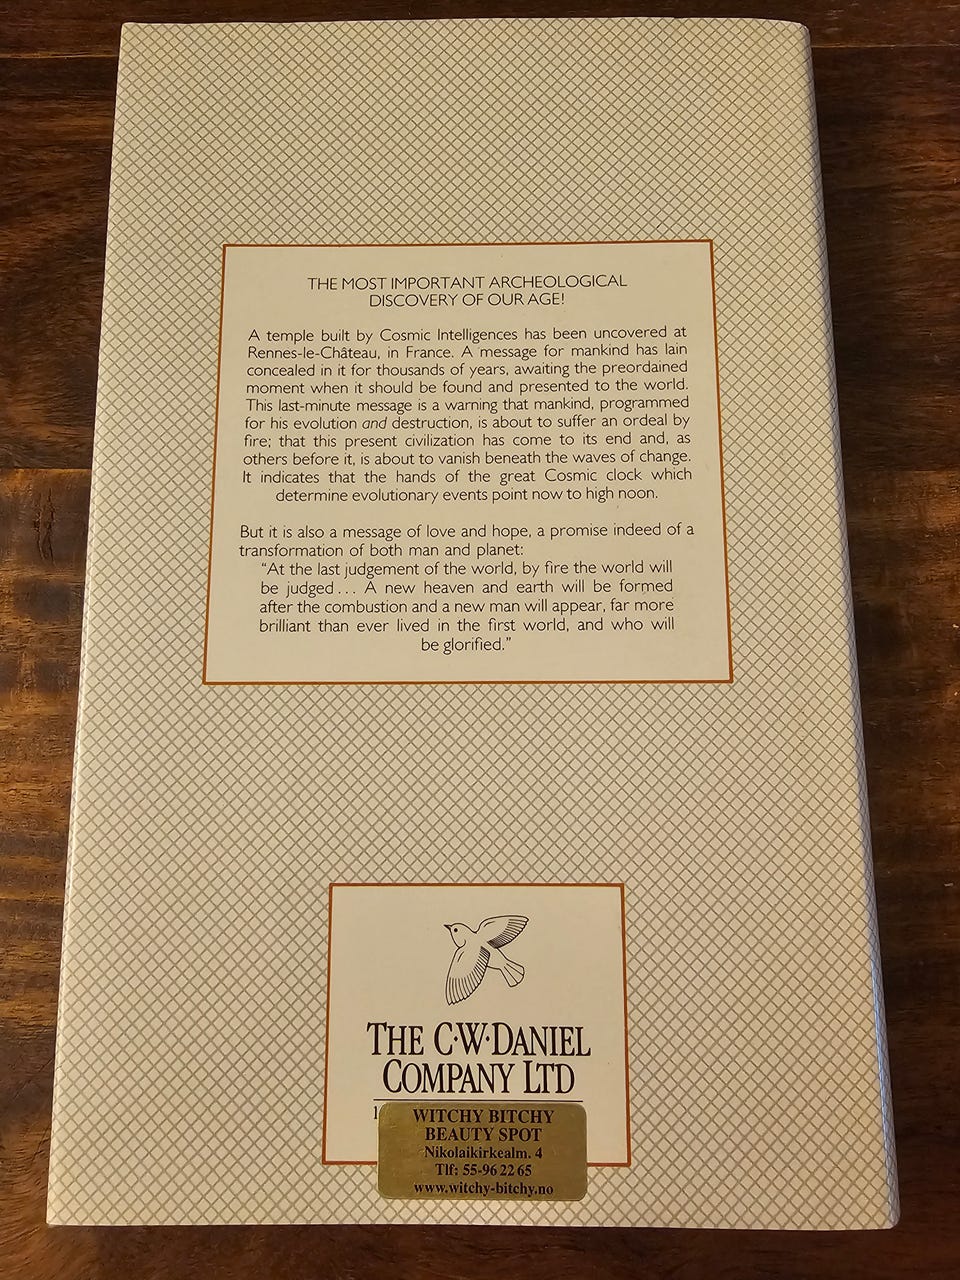 THE MOST IMPORTANT ARCHEOLOGICAL
DISCOVERY OF OUR AGE!
A temple built by Cosmic Intelligences has been uncovered at
Rennes-le-Château, in France. A message for mankind has lain
concealed in it for thousands of years, awaiting the preordained
moment when it should be found and presented to the world.
This last-minute message is a warning that mankind, programmed
for his evolution and destruction, is about to suffer an ordeal by
fire; that this present civilization has come to its end and, as
others before it, is about to vanish beneath the waves of change.
It indicates that the hands of the great Cosmic clock which
determine evolutionary events point now to high noon.
But it is also a message of love and hope, a promise indeed of a
transformation of both man and planet:
“At the last judgement of the world, by fire the world will
be judged... A new heaven and earth will be formed
after the combustion and a new man will appear, far more
brilliant than ever lived in the first world, and who will
be glorified.”
THE C·W·DANIEL
COMPANY LTD
WITCHY BITCHY
BEAUTY SPOT
Nikolaikirkealm. 4
Tlf: 55-96 22 65
www.witchy-bitchy.no